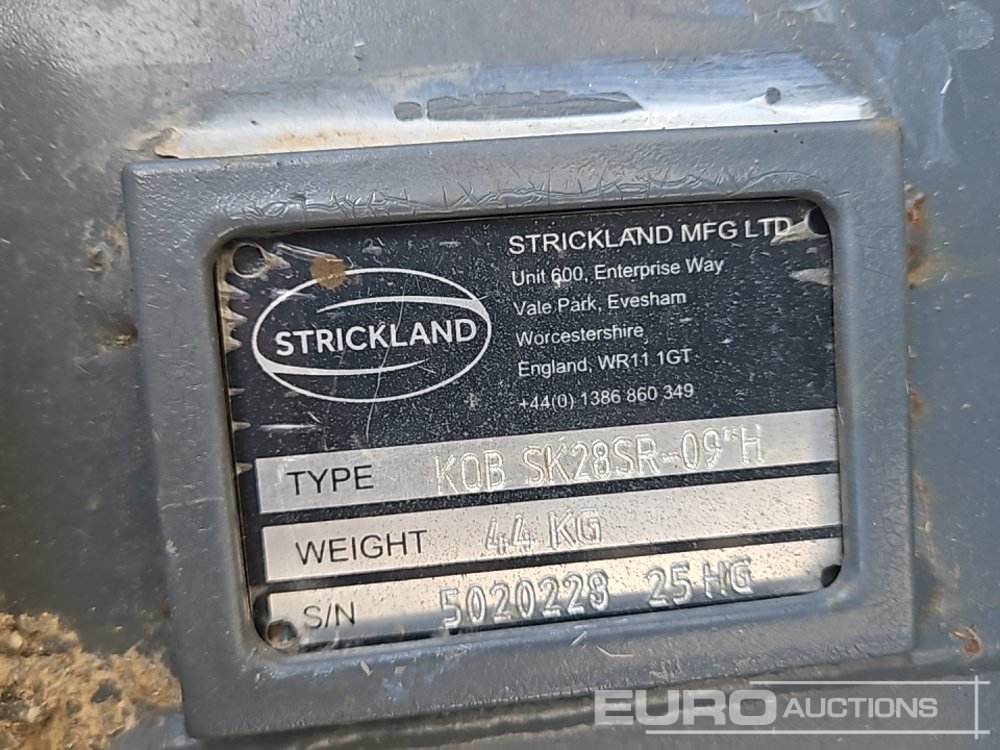 STRICKLAND
STRICKLAND MFG LTD
Unit 600, Enterprise Way
Vale Park, Evesham
Worcestershire
England, WR11 1GT
+44(0) 1386 860 349
TYPE KQB SK28SR-09"H
WEIGHT 44 KG
S/N 5020228 25HG
EURO AUCTIONS